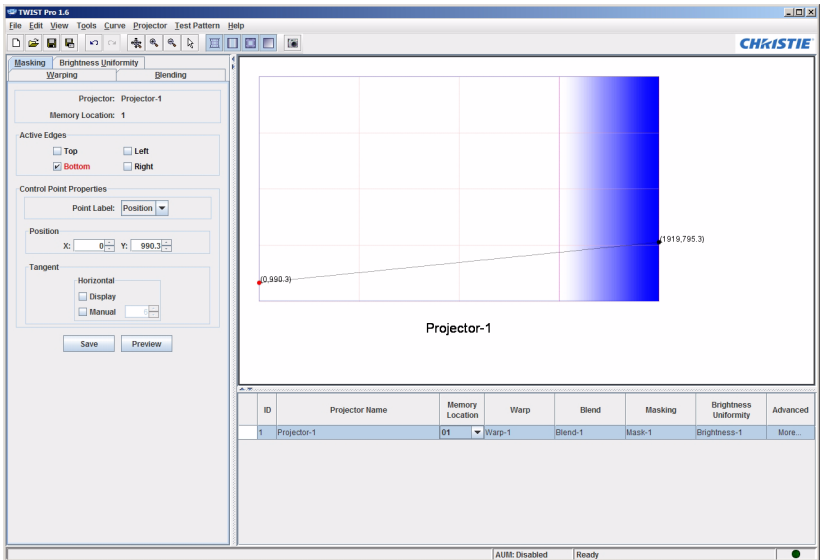 TWIST Pro 1.6
File Edit View Tools Curve Projector Test Pattern Help
CHRISTIE
Masking Brightness Uniformity
Warping Blending
Projector: Projector-1
Memory Location: 1
Active Edges
Top Left
Bottom Right
Control Point Properties
Point Label: Position
Position
X: 0 Y: 990.3
Tangent
Horizontal
Display
Manual
Save Preview
(1919,795.3)
(0,990.3)
Projector-1
ID Projector Name Memory Location Warp Blend Masking Brightness Uniformity Advanced
1 Projector-1 01 Warp-1 Blend-1 Mask-1 Brightness-1 More...
AUM: Disabled Ready